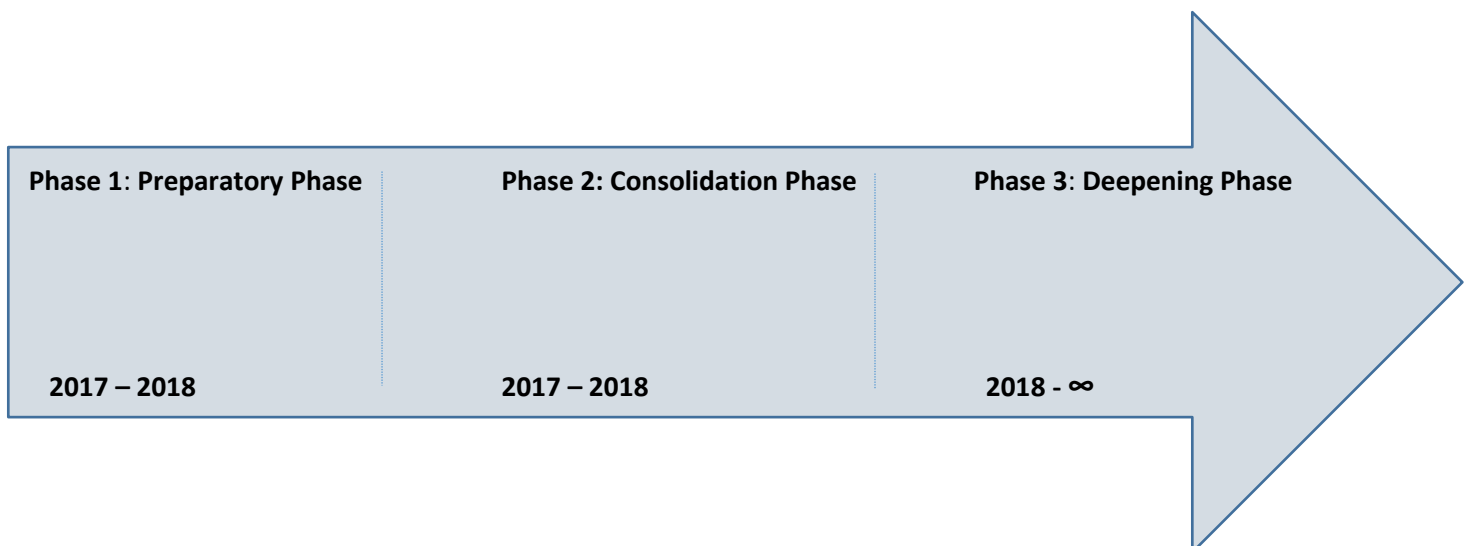 Phase 1: Preparatory Phase
Phase 2: Consolidation Phase
Phase 3: Deepening Phase
2017 – 2018
2017 – 2018
2018 - ∞